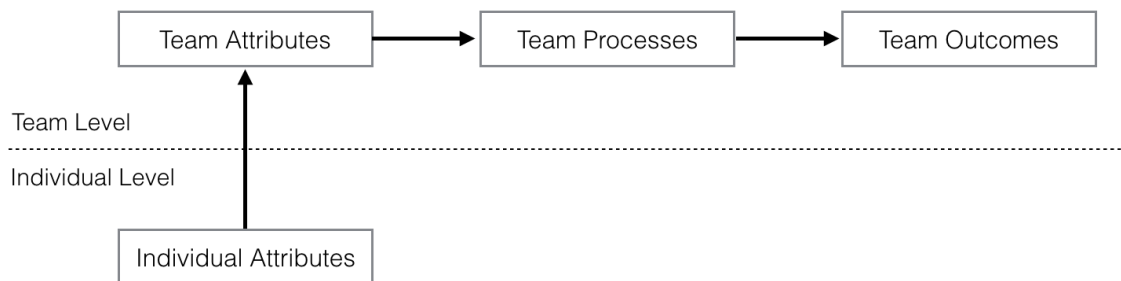 Team Attributes
Team Processes
Team Outcomes
Team Level
Individual Level
Individual Attributes